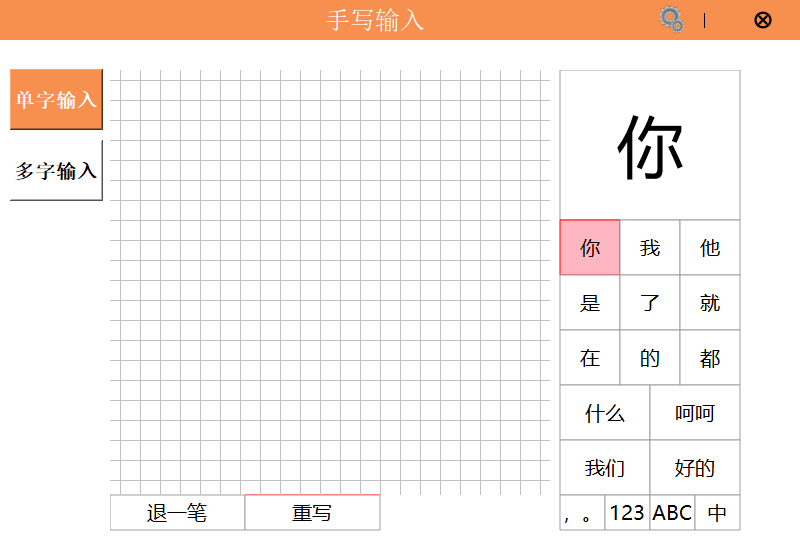 手写输入
单字输入
多字输入
你
你 我 他
是 了 就
在 的 都
什么 呵呵
我们 好的
退一笔 重写
，。 123 ABC 中